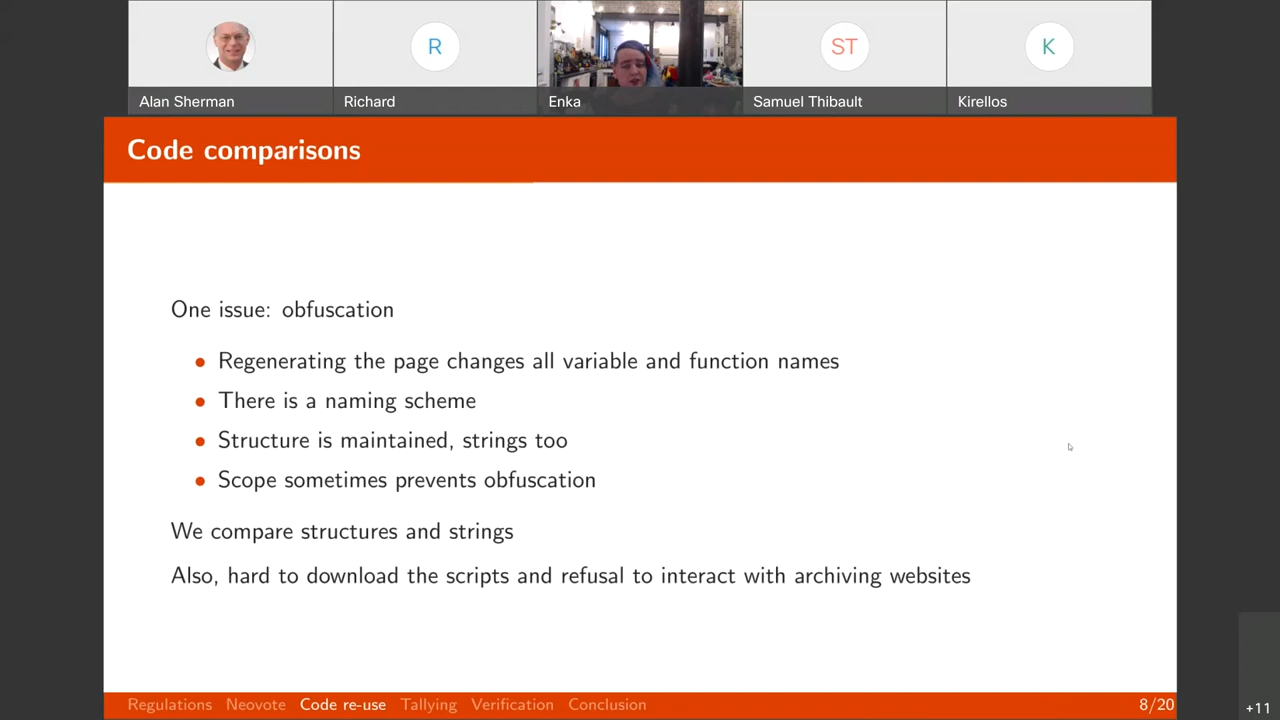 R
ST
K
Alan Sherman
Richard
Enka
Samuel Thibault
Kirellos
Code comparisons
One issue: obfuscation
• Regenerating the page changes all variable and function names
• There is a naming scheme
• Structure is maintained, strings too
• Scope sometimes prevents obfuscation
We compare structures and strings
Also, hard to download the scripts and refusal to interact with archiving websites
Regulations Neovote Code re-use Tallying Verification Conclusion 8/20
+11